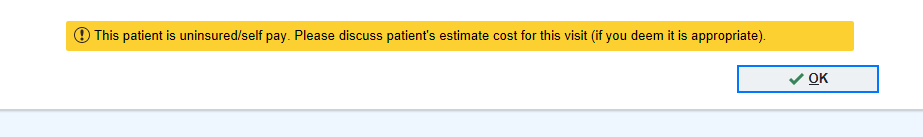 This patient is uninsured/self pay. Please discuss patient's estimate cost for this visit (if you deem it is appropriate).
OK